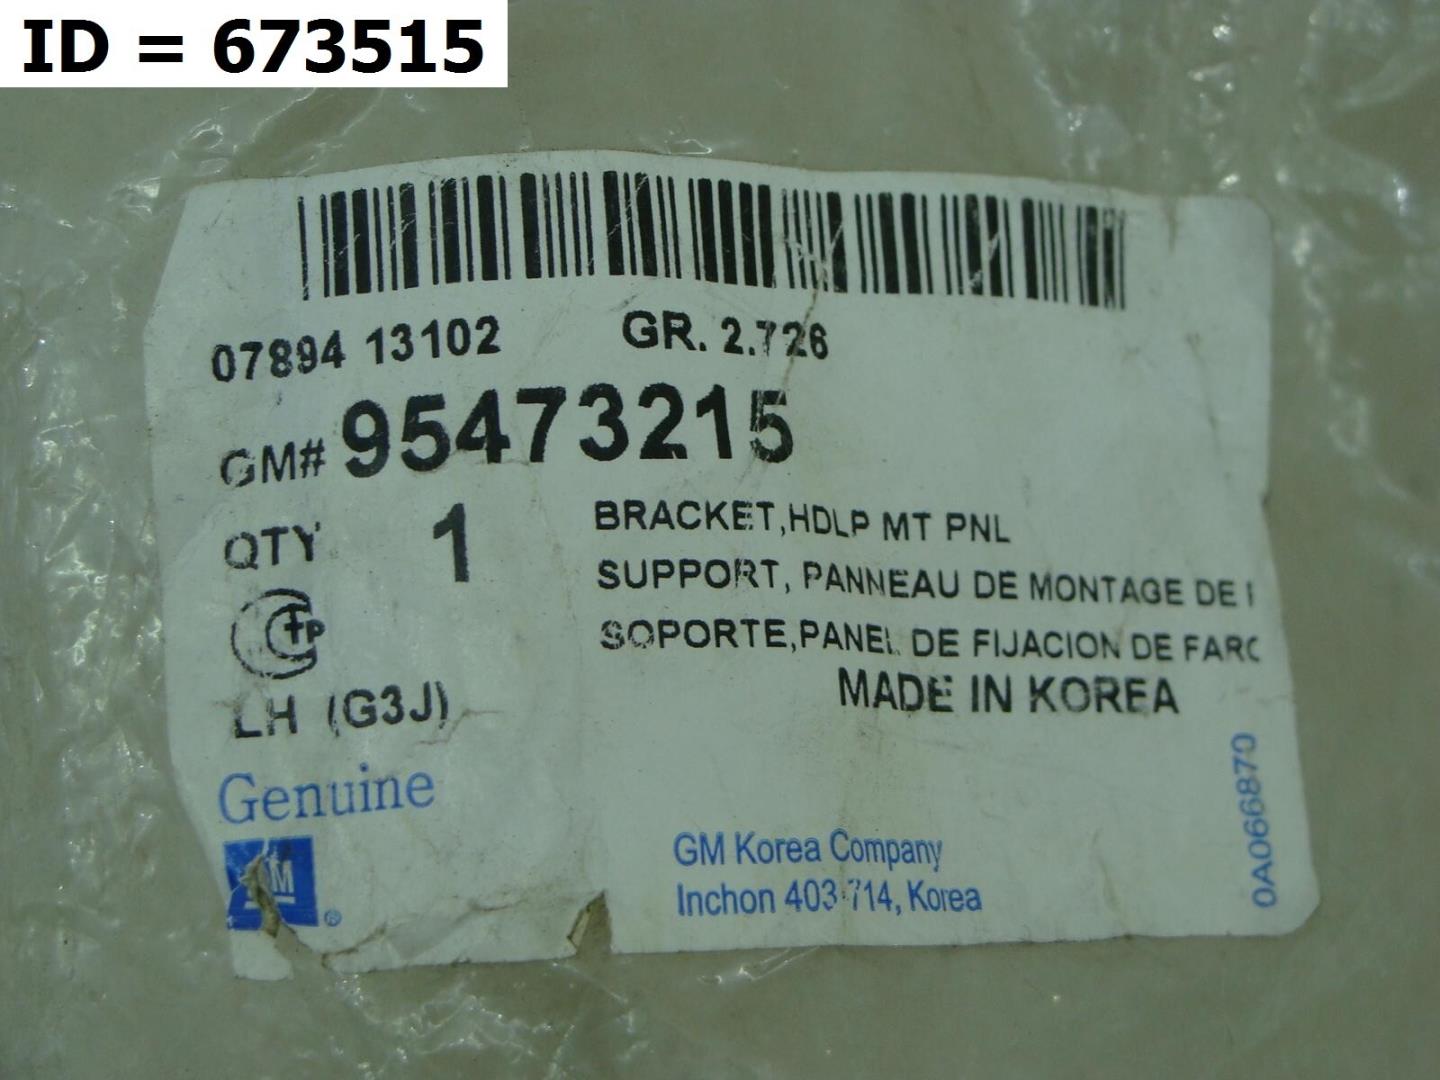 ID = 673515
07894 13102 GR. 2.726
GM# 95473215
QTY 1
BRACKET,HDLP MT PNL
SUPPORT, PANNEAU DE MONTAGE DE
SOPORTE,PANEL DE FIJACION DE FARO
MADE IN KOREA
LH (G3J)
Genuine
GM
®
GM Korea Company
Inchon 403-714, Korea
0A066870